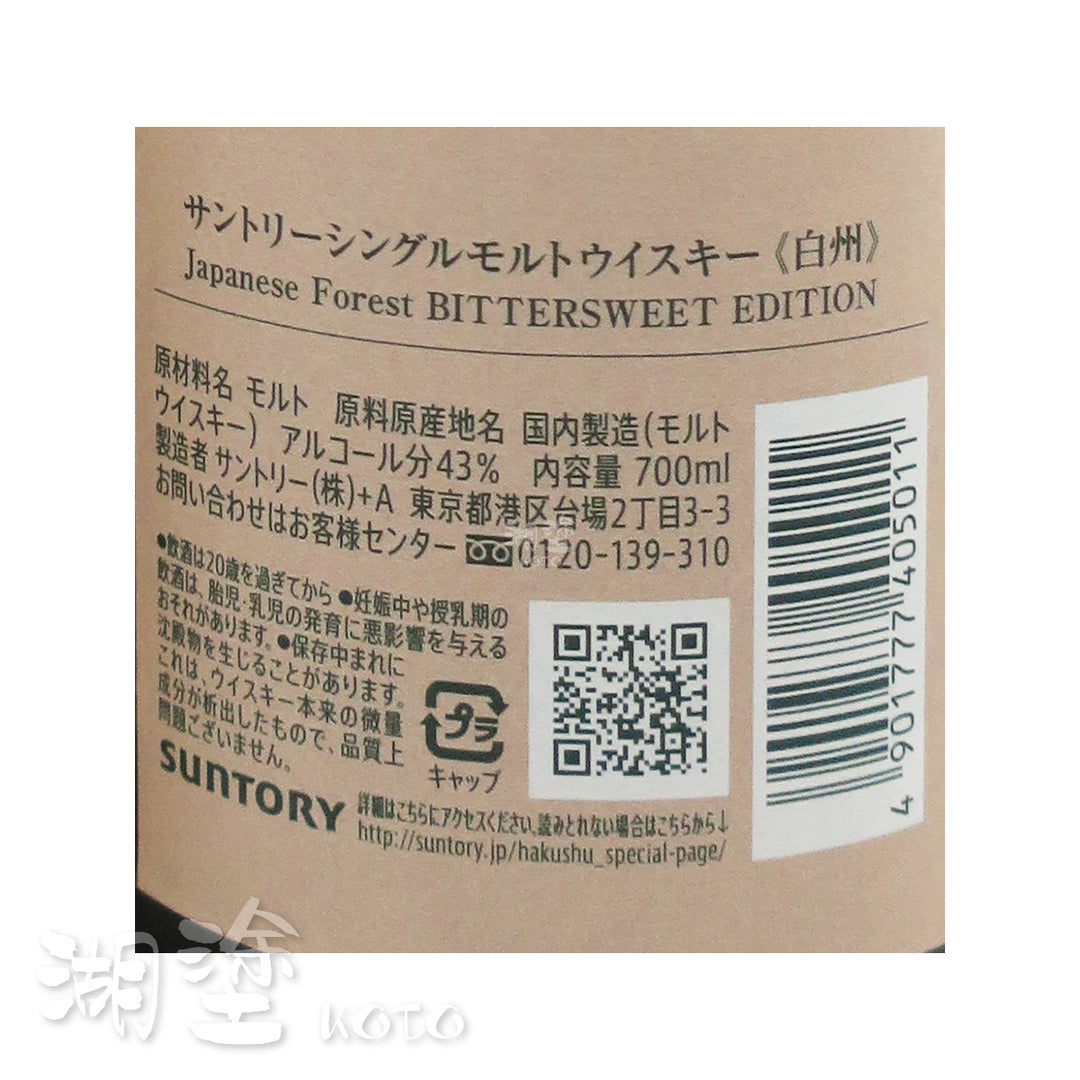 サントリーシングルモルトウイスキー《白州》
Japanese Forest BITTERSWEET EDITION
原材料名 モルト 原料原産地名 国内製造(モルト
ウイスキー) アルコール分43% 内容量 700ml
製造者 サントリー(株)+A 東京都港区台場2丁目3-3
お問い合わせはお客様センター 0120-139-310
●飲酒は20歳を過ぎてから ●妊娠中や授乳期の
飲酒は、胎児・乳児の発育に悪影響を与える
おそれがあります。●保存中まれに
沈殿物を生じることがあります。
これは、ウイスキー本来の微量
成分が析出したもので、品質上
問題ございません。
プラ
キャップ
SUNTORY
詳細はこちらにアクセスください。読みとれない場合はこちらから↓
http://suntory.jp/hakushu_special-page/
4 901777 405011
湖塗 KOTO